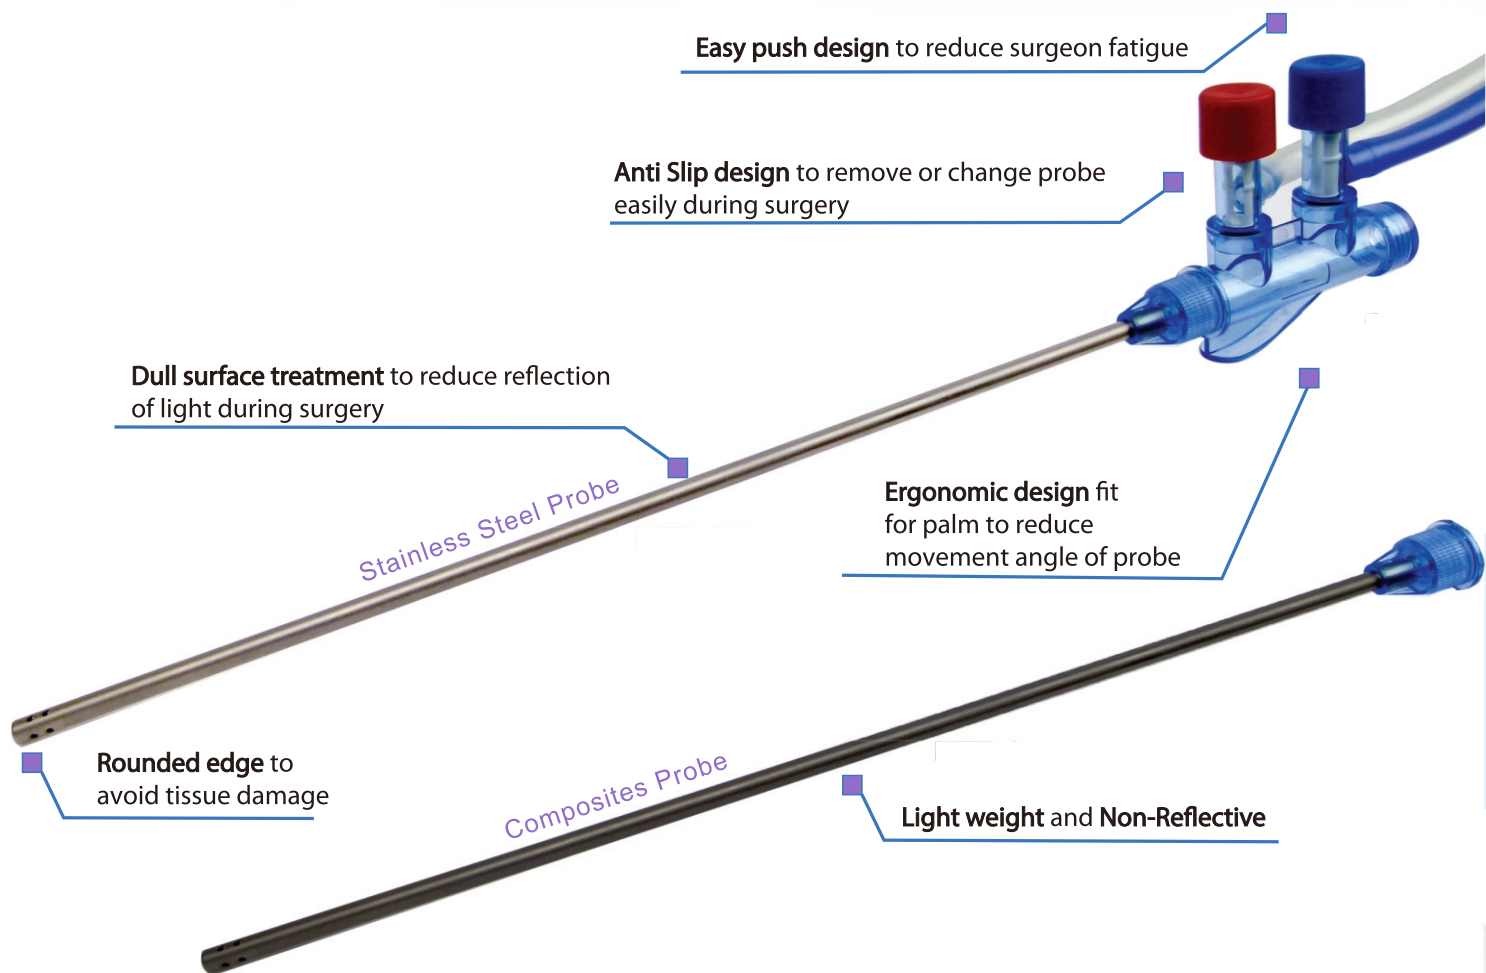 Easy push design to reduce surgeon fatigue
Anti Slip design to remove or change probe
easily during surgery
Dull surface treatment to reduce reflection
of light during surgery
Stainless Steel Probe
Ergonomic design fit
for palm to reduce
movement angle of probe
Rounded edge to
avoid tissue damage
Composites Probe
Light weight and Non-Reflective